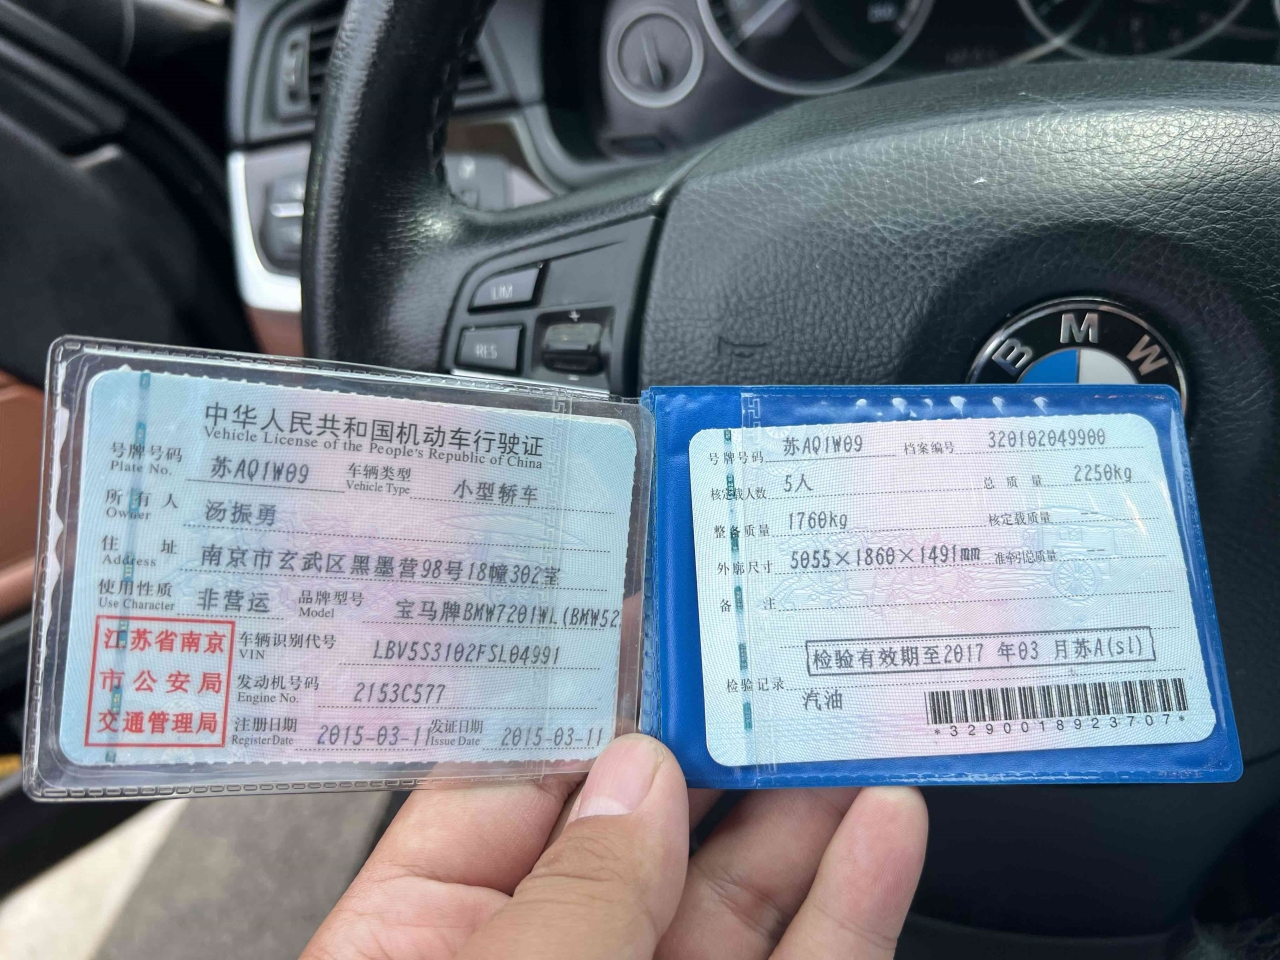 LIM
+
RES
-
BMW
中华人民共和国机动车行驶证
Vehicle License of the People's Republic of China
号牌号码 苏AQ1W09 车辆类型 小型轿车
Plate No. Vehicle Type
所有人 汤振勇
Owner
住址 南京市玄武区黑墨营98号18幢302室
Address
使用性质 非营运 品牌型号 宝马牌BMW7201WL(BMW52
Use Character Model
江苏省南京
市公安局
交通管理局
车辆识别代号 LBV5S3102FSL04991
VIN
发动机号码 2153C577
Engine No.
注册日期 2015-03-11 发证日期 2015-03-11
Register Date Issue Date
号牌号码 苏AQ1W09 档案编号 320102049900
核定载人数 5人 总质量 2250kg
整备质量 1760kg 核定载质量 --
外廓尺寸 5055×1860×1491mm 准牵引总质量 --
备注
检验有效期至2017 年03 月苏A(sl)
检验记录
汽油
*3290018923707*